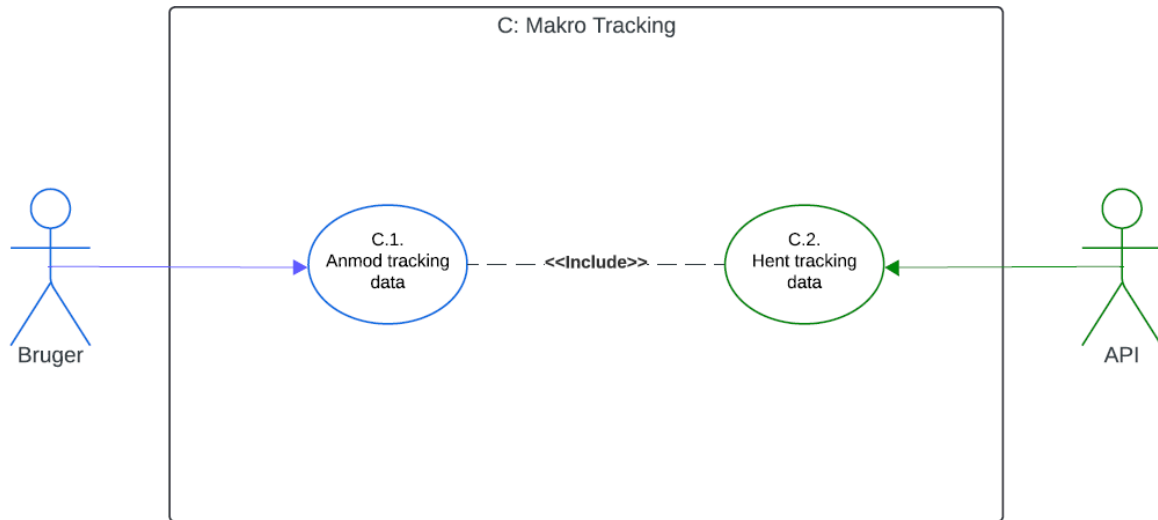 C: Makro Tracking
C.1.
Anmod tracking
data
<<Include>>
C.2.
Hent tracking
data
Bruger
API